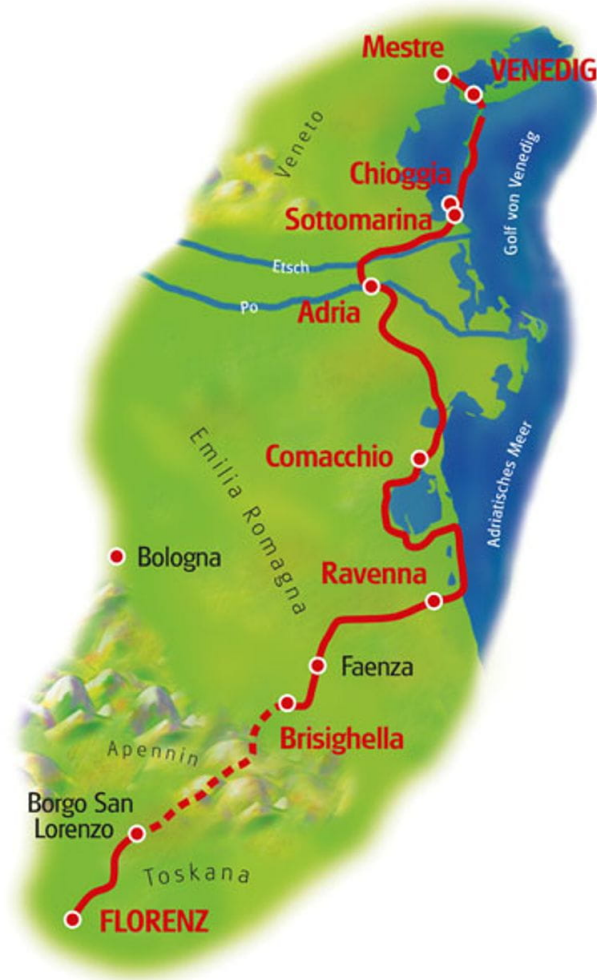 Mestre
VENEDIG
Veneto
Golf von Venedig
Chioggia
Sottomarina
Etsch
Po
Adria
Emilia Romagna
Comacchio
Adriatisches Meer
Bologna
Ravenna
Faenza
Brisighella
Apennin
Borgo San
Lorenzo
Toskana
FLORENZ